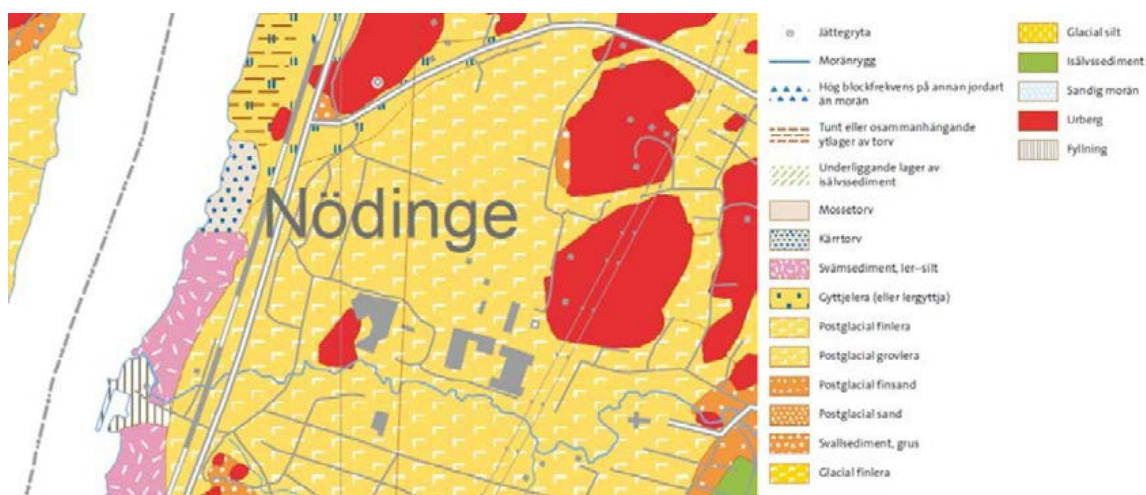 Nödinge
Jättegryta
Moränrygg
Hög blockfrekvens på annan jordart
än morän
Tunt eller osammanhängande
ytlager av torv
Underliggande lager av
isälvssediment
Mossetorv
Kärrtorv
Svämsediment, ler--silt
Gyttjelera (eller lergyttja)
Postglacial finlera
Postglacial grovlera
Postglacial finsand
Postglacial sand
Svallsediment, grus
Glacial finlera
Glacial silt
Isälvssediment
Sandig morän
Urberg
Fyllning